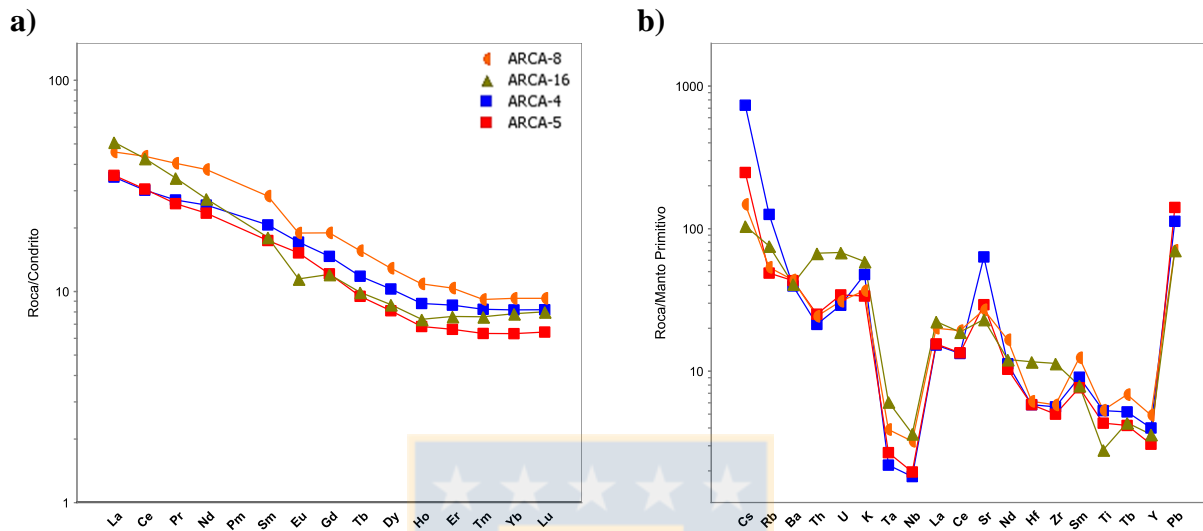 a)
b)
100
10
1
Roca/Condrito
ARCA-8
ARCA-16
ARCA-4
ARCA-5
La Ce Pr Nd Pm Sm Eu Gd Tb Dy Ho Er Tm Yb Lu
1000
100
10
Roca/Manto Primitivo
Cs Rb Ba Th U K Ta Nb La Ce Sr Nd Hf Zr Sm Ti Tb Y Pb